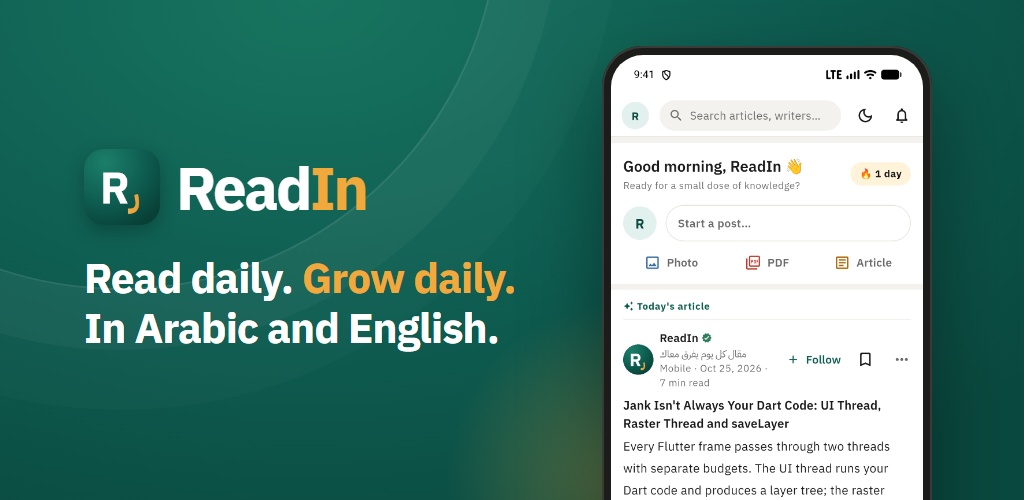 R
ReadIn
Read daily. Grow daily.
In Arabic and English.
9:41
LTE
R
Search articles, writers...
Good morning, ReadIn 👋
Ready for a small dose of knowledge?
🔥 1 day
R
Start a post...
Photo
PDF
Article
Today's article
R
ReadIn
مقال كل يوم يفرق معاك
Mobile · Oct 25, 2026 ·
7 min read
+ Follow
Jank Isn't Always Your Dart Code: UI Thread,
Raster Thread and saveLayer
Every Flutter frame passes through two threads
with separate budgets. The UI thread runs your
Dart code and produces a layer tree; the raster